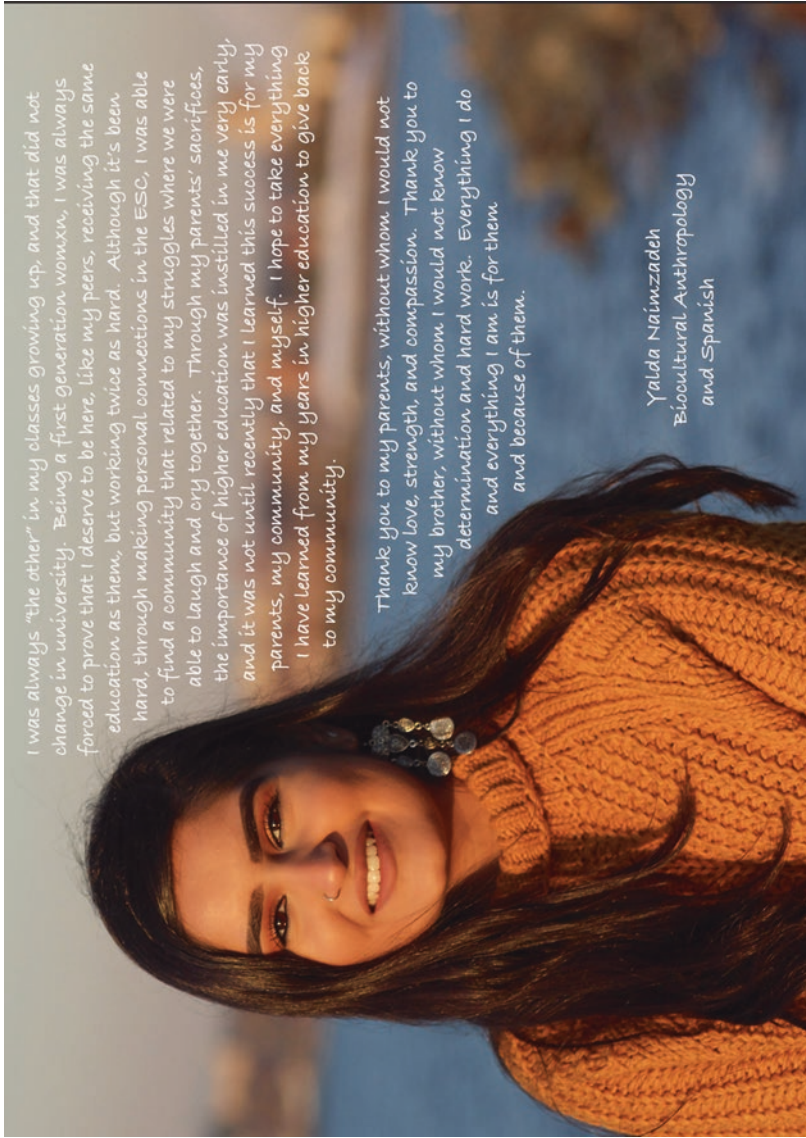 I was always "the other" in my classes growing up, and that did not
change in university. Being a first generation womxn, I was always
forced to prove that I deserve to be here, like my peers, receiving the same
education as them, but working twice as hard. Although it's been
hard, through making personal connections in the ESC, I was able
to find a community that related to my struggles where we were
able to laugh and cry together. Through my parents' sacrifices,
the importance of higher education was instilled in me very early,
and it was not until recently that I learned this success is for my
parents, my community, and myself. I hope to take everything
I have learned from my years in higher education to give back
to my community.
Thank you to my parents, without whom I would not
know love, strength, and compassion. Thank you to
my brother, without whom I would not know
determination and hard work. Everything I do
and everything I am is for them
and because of them.
Yalda Naimzadeh
Biocultural Anthropology
and Spanish